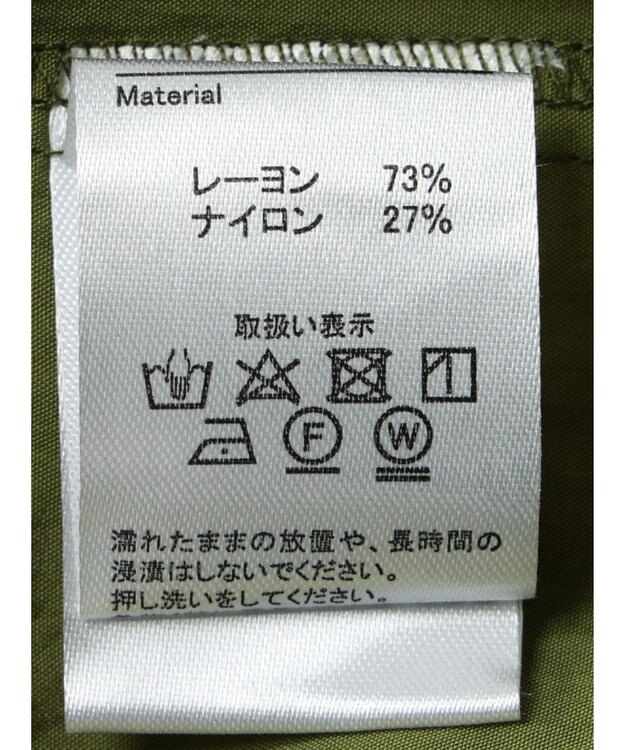 Material
レーヨン 73%
ナイロン 27%
取扱い表示
F W
濡れたままの放置や、長時間の
浸漬はしないでください。
押し洗いをしてください。